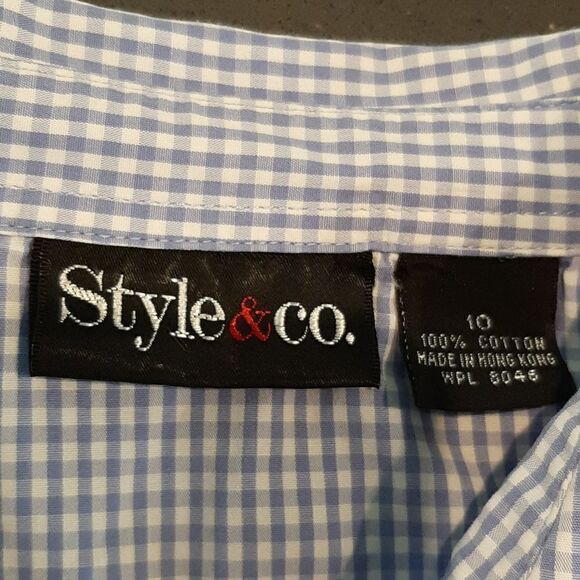 Style&co.
10
100% COTTON
MADE IN HONG KONG
WPL 8046